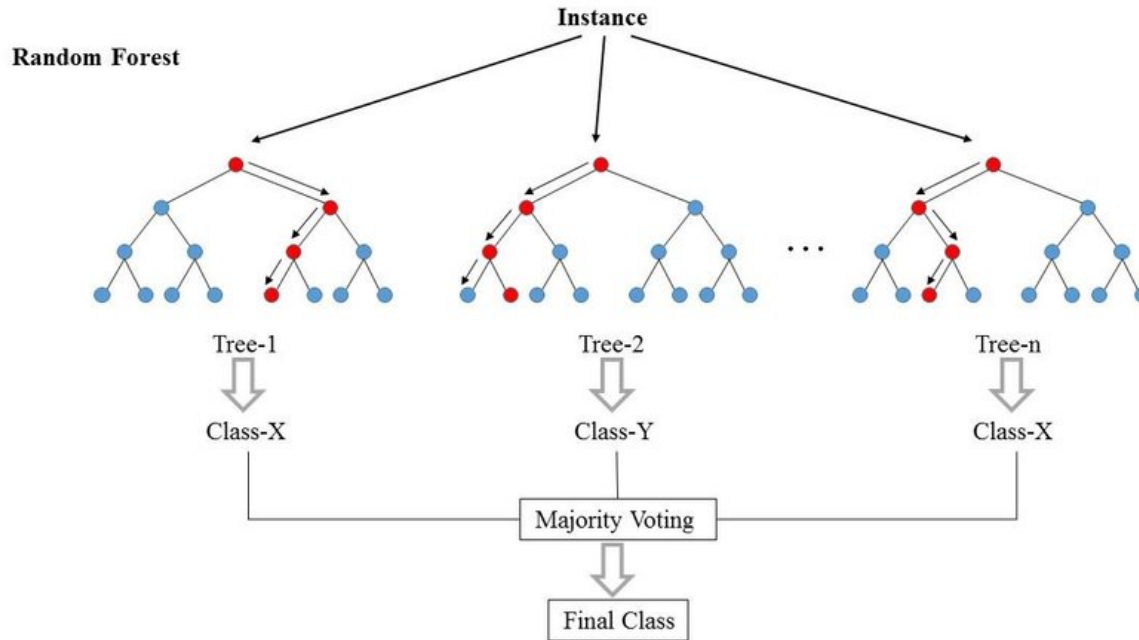 Instance
Random Forest
...
Tree-1
Tree-2
Tree-n
Class-X
Class-Y
Class-X
Majority Voting
Final Class